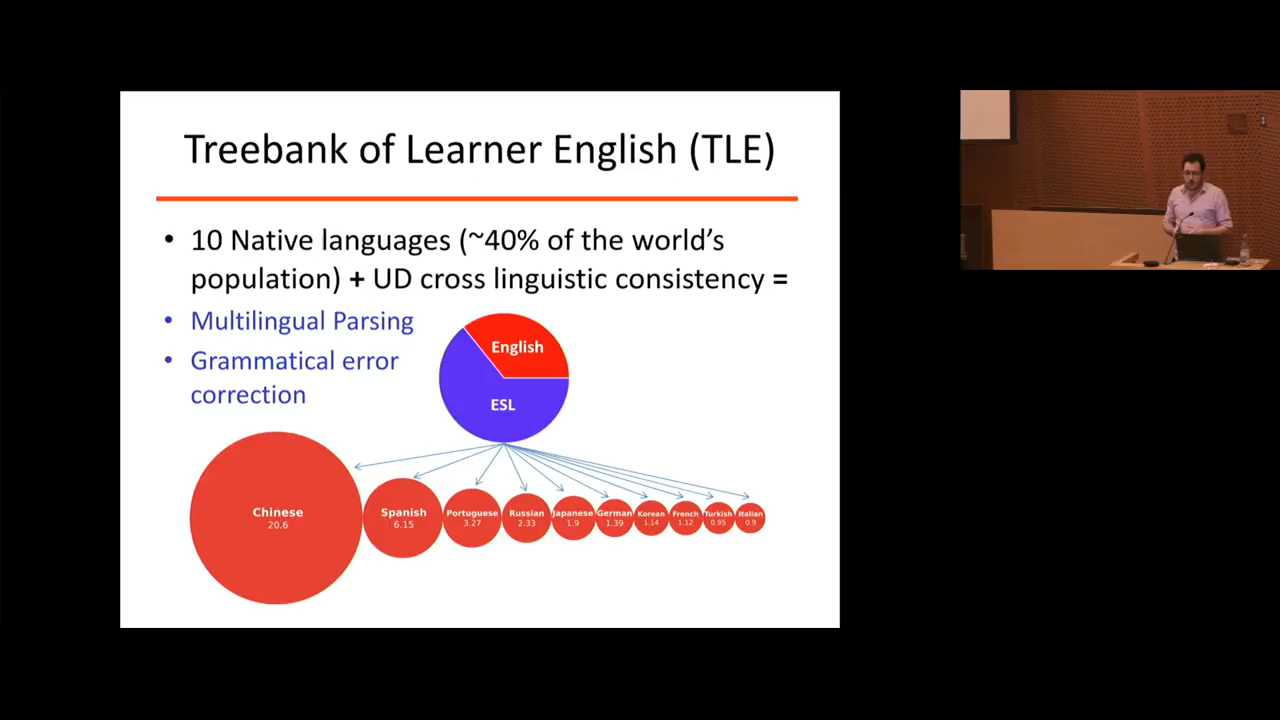 Treebank of Learner English (TLE)
• 10 Native languages (~40% of the world's
population) + UD cross linguistic consistency =
• Multilingual Parsing
• Grammatical error
correction
English
ESL
Chinese
20.6
Spanish
6.15
Portuguese
3.27
Russian
2.33
Japanese
1.9
German
1.39
Korean
1.14
French
1.12
Turkish
0.95
Italian
0.9